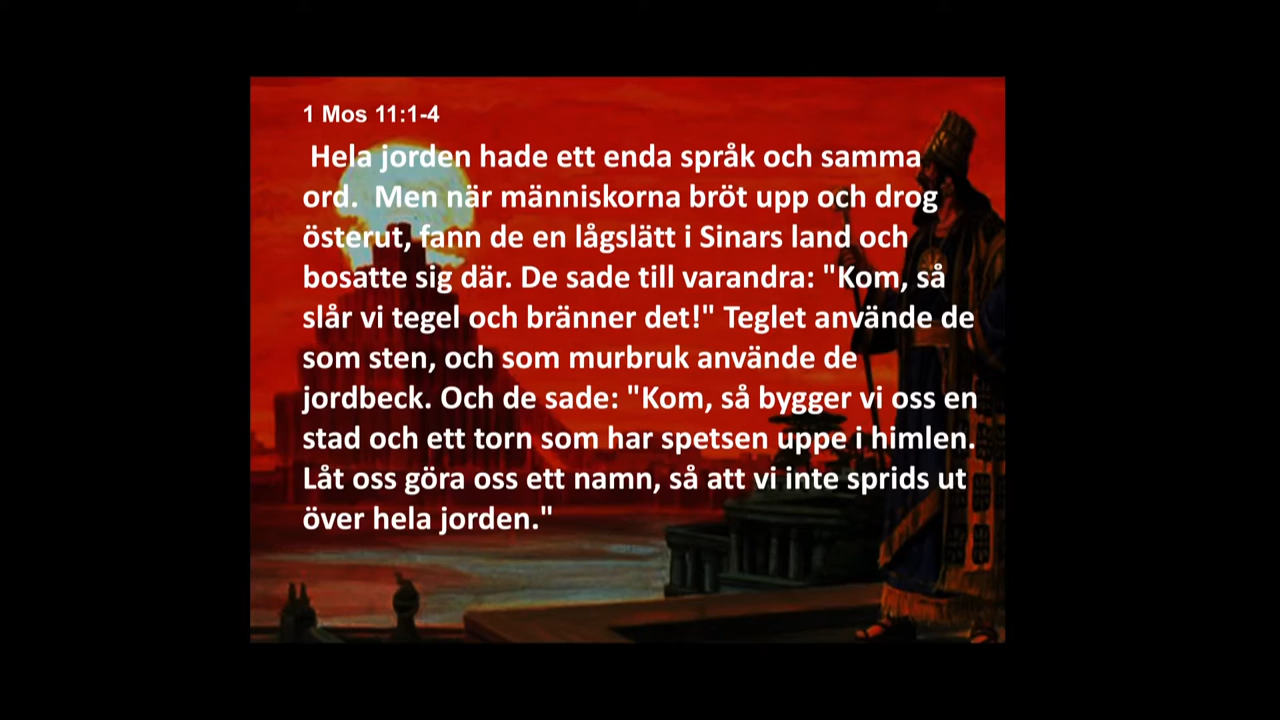 1 Mos 11:1-4
Hela jorden hade ett enda språk och samma
ord.  Men när människorna bröt upp och drog
österut, fann de en lågslätt i Sinars land och
bosatte sig där. De sade till varandra: "Kom, så
slår vi tegel och bränner det!" Teglet använde de
som sten, och som murbruk använde de
jordbeck. Och de sade: "Kom, så bygger vi oss en
stad och ett torn som har spetsen uppe i himlen.
Låt oss göra oss ett namn, så att vi inte sprids ut
över hela jorden."